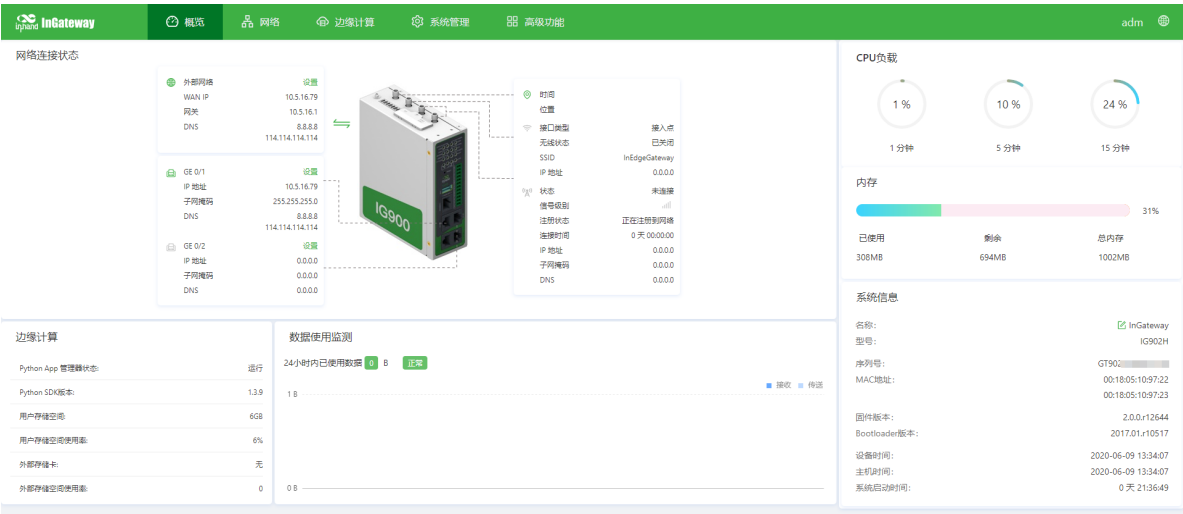 inhand InGateway 概览 网络 边缘计算 系统管理 高级功能 adm
网络连接状态
外部网络 设置
WAN IP 10.5.16.79
网关 10.5.16.1
DNS 8.8.8.8
114.114.114.114
GE 0/1 设置
IP 地址 10.5.16.79
子网掩码 255.255.255.0
DNS 8.8.8.8
114.114.114.114
GE 0/2 设置
IP 地址 0.0.0.0
子网掩码 0.0.0.0
DNS 0.0.0.0
IG900
时间
位置
接口类型 接入点
无线状态 已关闭
SSID InEdgeGateway
IP 地址 0.0.0.0
状态 未连接
信号级别
注册状态 正在注册到网络
连接时间 0 天 00:00:00
IP 地址 0.0.0.0
子网掩码 0.0.0.0
DNS 0.0.0.0
CPU负载
1 % 10 % 24 %
1 分钟 5 分钟 15 分钟
内存
31%
已使用 剩余 总内存
308MB 694MB 1002MB
系统信息
名称: InGateway
型号: IG902H
序列号: GT902
MAC地址: 00:18:05:10:97:22
00:18:05:10:97:23
固件版本: 2.0.0.r12644
Bootloader版本: 2017.01.r10517
设备时间: 2020-06-09 13:34:07
主机时间: 2020-06-09 13:34:07
系统启动时间: 0 天 21:36:49
边缘计算
Python App 管理器状态: 运行
Python SDK版本: 1.3.9
用户存储空间: 6GB
用户存储空间使用率: 6%
外部存储卡: 无
外部存储空间使用率: 0
数据使用监测
24小时内已使用数据 0 B 正常
接收 传送
1 B
0 B